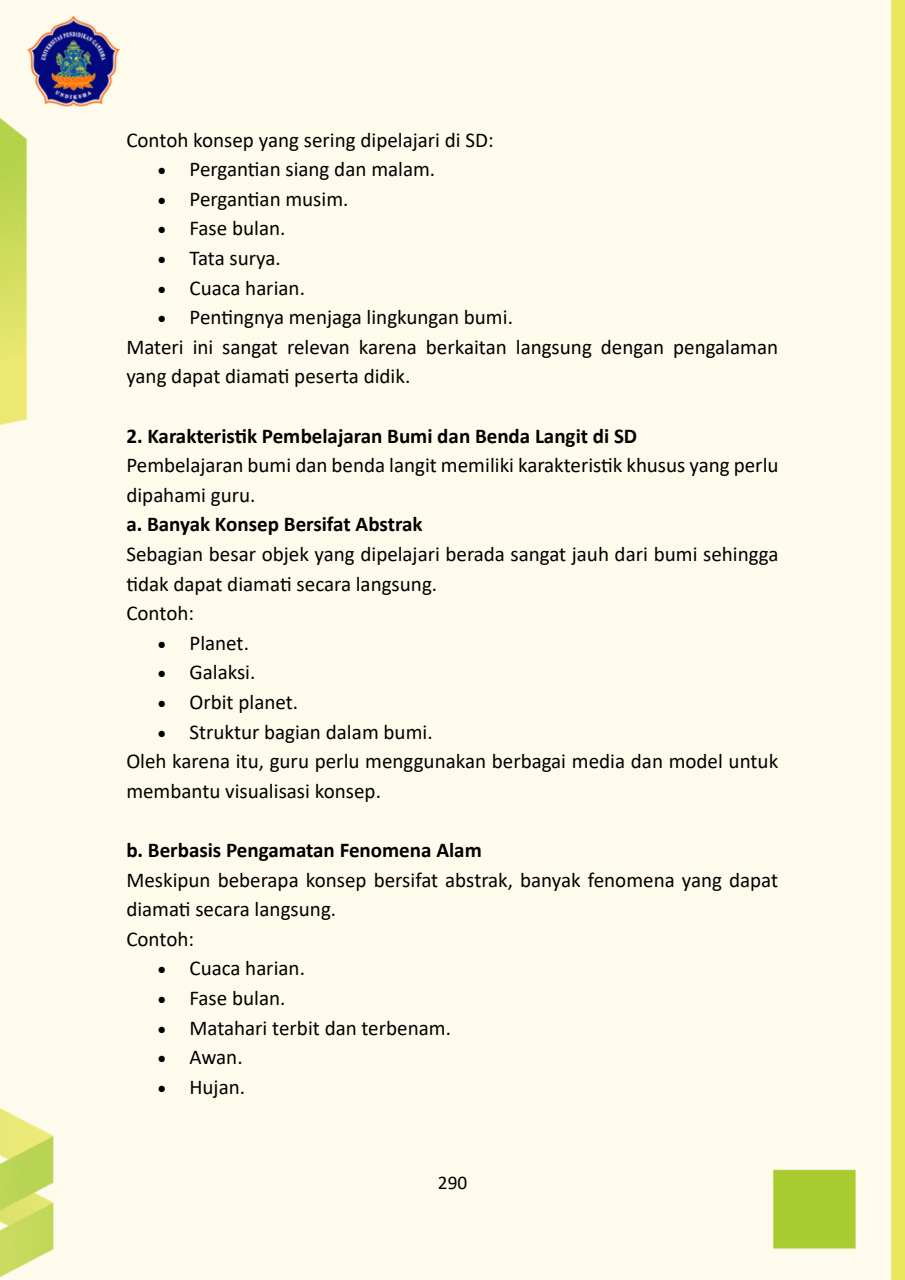 UNIVERSITAS PENDIDIKAN GANESHA
UNDIKSHA
Contoh konsep yang sering dipelajari di SD:
• Pergantian siang dan malam.
• Pergantian musim.
• Fase bulan.
• Tata surya.
• Cuaca harian.
• Pentingnya menjaga lingkungan bumi.
Materi ini sangat relevan karena berkaitan langsung dengan pengalaman
yang dapat diamati peserta didik.
2. Karakteristik Pembelajaran Bumi dan Benda Langit di SD
Pembelajaran bumi dan benda langit memiliki karakteristik khusus yang perlu
dipahami guru.
a. Banyak Konsep Bersifat Abstrak
Sebagian besar objek yang dipelajari berada sangat jauh dari bumi sehingga
tidak dapat diamati secara langsung.
Contoh:
• Planet.
• Galaksi.
• Orbit planet.
• Struktur bagian dalam bumi.
Oleh karena itu, guru perlu menggunakan berbagai media dan model untuk
membantu visualisasi konsep.
b. Berbasis Pengamatan Fenomena Alam
Meskipun beberapa konsep bersifat abstrak, banyak fenomena yang dapat
diamati secara langsung.
Contoh:
• Cuaca harian.
• Fase bulan.
• Matahari terbit dan terbenam.
• Awan.
• Hujan.
290